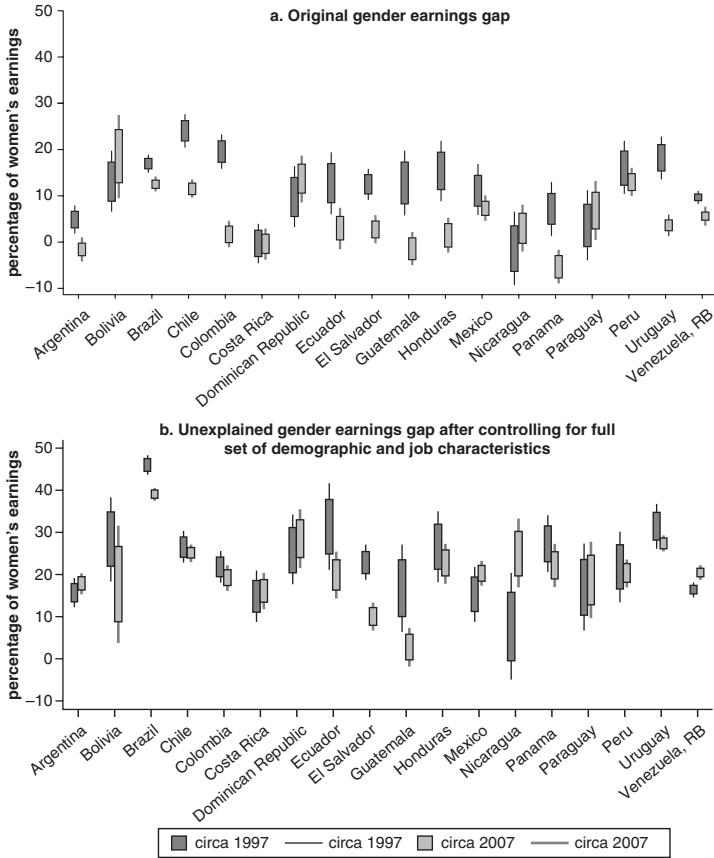 a. Original gender earnings gap
percentage of women's earnings
50
40
30
20
10
0
−10
Argentina
Bolivia
Brazil
Chile
Colombia
Costa Rica
Dominican Republic
Ecuador
El Salvador
Guatemala
Honduras
Mexico
Nicaragua
Panama
Paraguay
Peru
Uruguay
Venezuela, RB
b. Unexplained gender earnings gap after controlling for full
set of demographic and job characteristics
percentage of women's earnings
50
40
30
20
10
0
−10
Argentina
Bolivia
Brazil
Chile
Colombia
Costa Rica
Dominican Republic
Ecuador
El Salvador
Guatemala
Honduras
Mexico
Nicaragua
Panama
Paraguay
Peru
Uruguay
Venezuela, RB
circa 1997 circa 1997 circa 2007 circa 2007